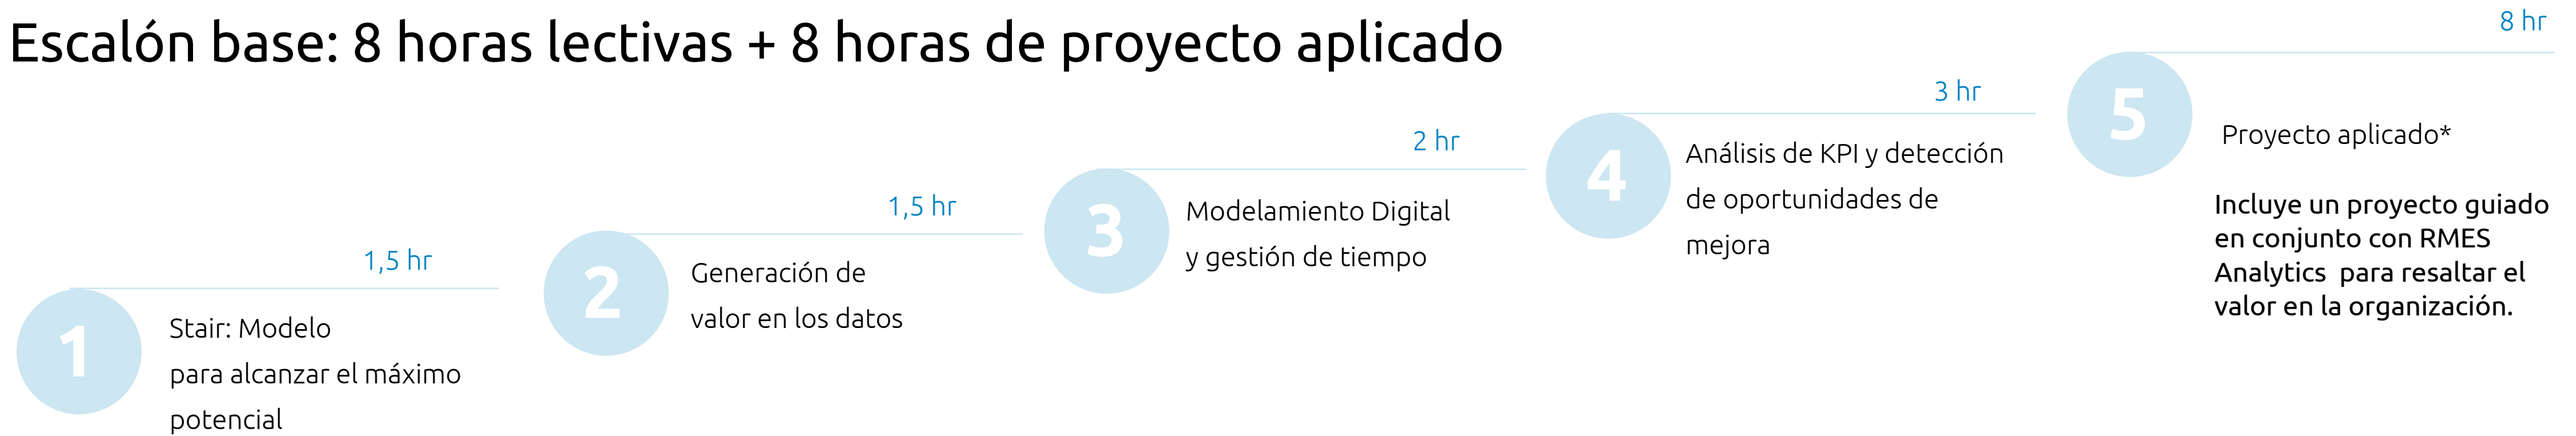 Escalón base: 8 horas lectivas + 8 horas de proyecto aplicado
1,5 hr
1
Stair: Modelo
para alcanzar el máximo
potencial
1,5 hr
2
Generación de
valor en los datos
2 hr
3
Modelamiento Digital
y gestión de tiempo
3 hr
4
Análisis de KPI y detección
de oportunidades de
mejora
8 hr
5
Proyecto aplicado*
Incluye un proyecto guiado
en conjunto con RMES
Analytics  para resaltar el
valor en la organización.